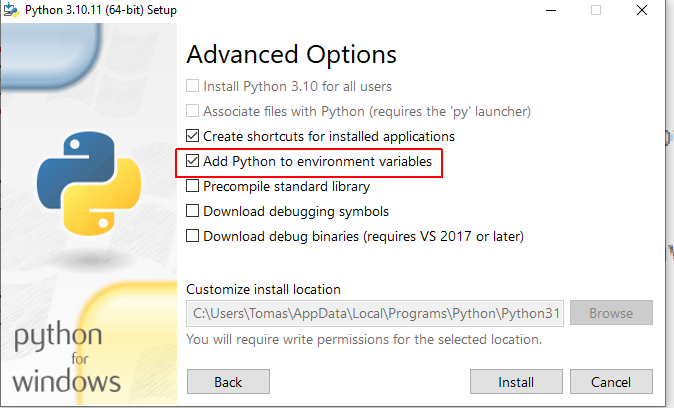 Python 3.10.11 (64-bit) Setup
Advanced Options
Install Python 3.10 for all users
Associate files with Python (requires the 'py' launcher)
Create shortcuts for installed applications
Add Python to environment variables
Precompile standard library
Download debugging symbols
Download debug binaries (requires VS 2017 or later)
Customize install location
C:\Users\Tomas\AppData\Local\Programs\Python\Python31
Browse
You will require write permissions for the selected location.
python
for
windows
Back
Install
Cancel